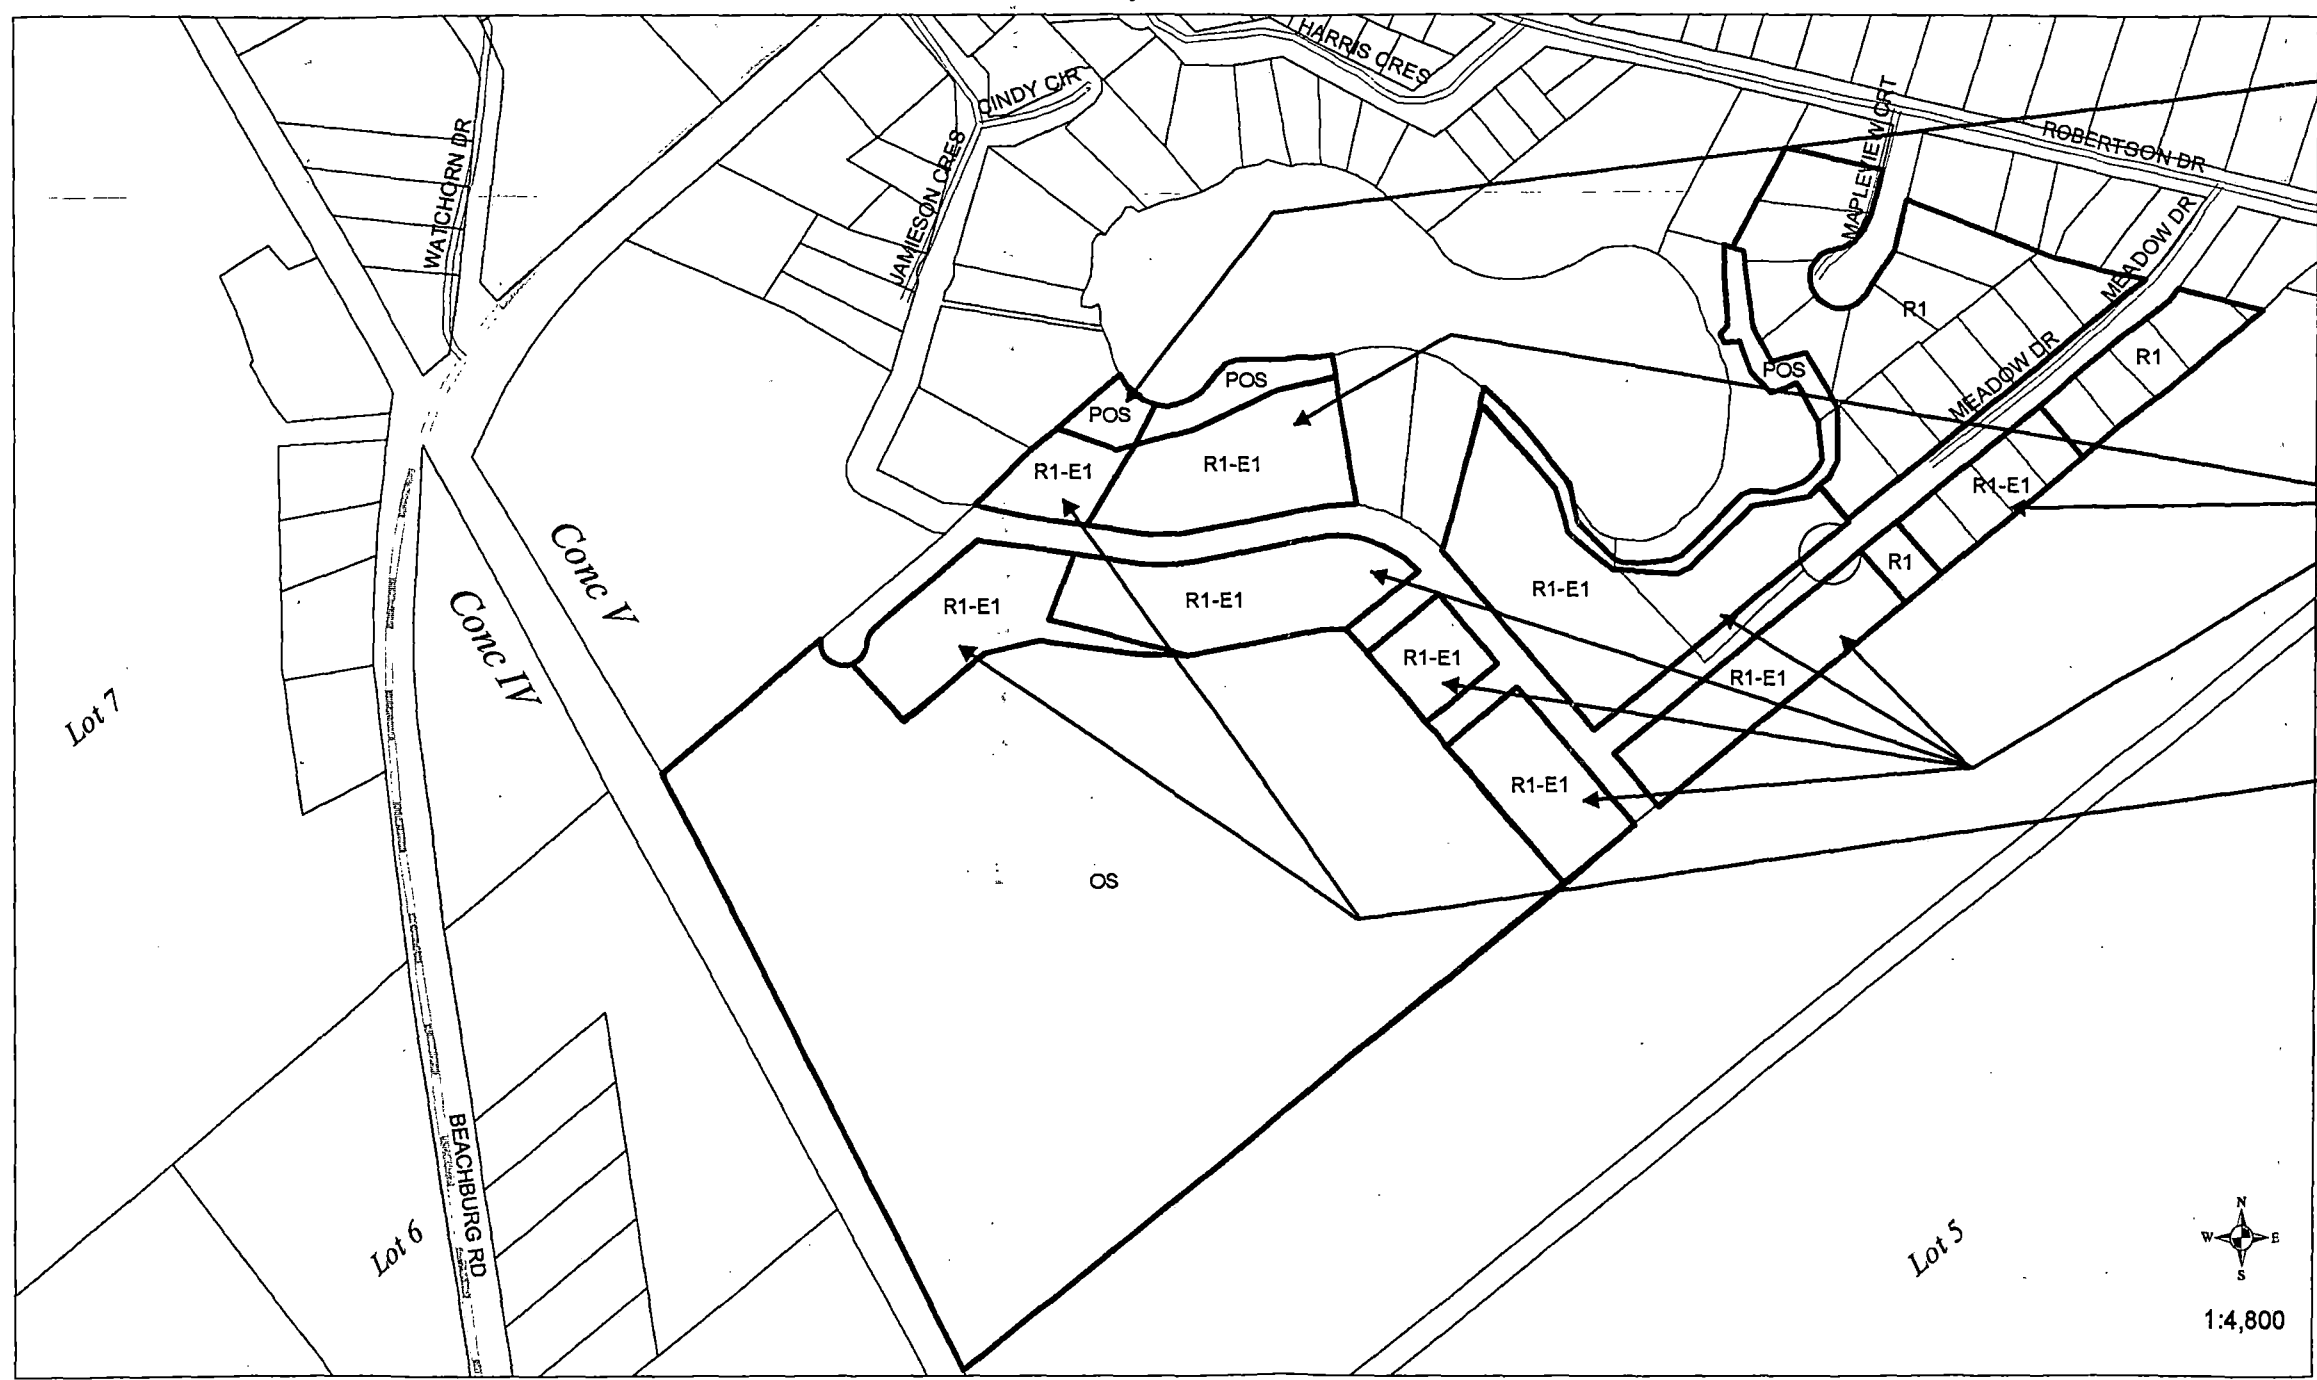 HARRIS CRES
CINDY CIR
WATCHORN DR
JAMIESON CRES
MAPLEVIEW CRT
ROBERTSON DR
MEADOW DR
R1
MEADOW DR
R1
POS
POS
POS
R1-E1
R1-E1
R1-E1
R1
R1-E1
R1-E1
R1-E1
R1-E1
R1-E1
R1-E1
Conc V
Conc IV
Lot 7
OS
BEACHBURG RD
Lot 6
Lot 5
N
W
E
S
1:4,800